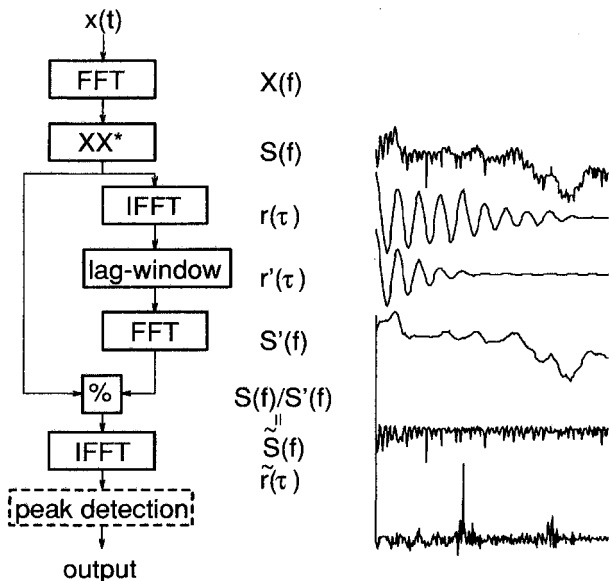 x(t)
FFT X(f)
XX* S(f)
IFFT r(τ)
lag-window r'(τ)
FFT S'(f)
% S(f)/S'(f)
=
IFFT S̃(f)
r̃(τ)
peak detection
output